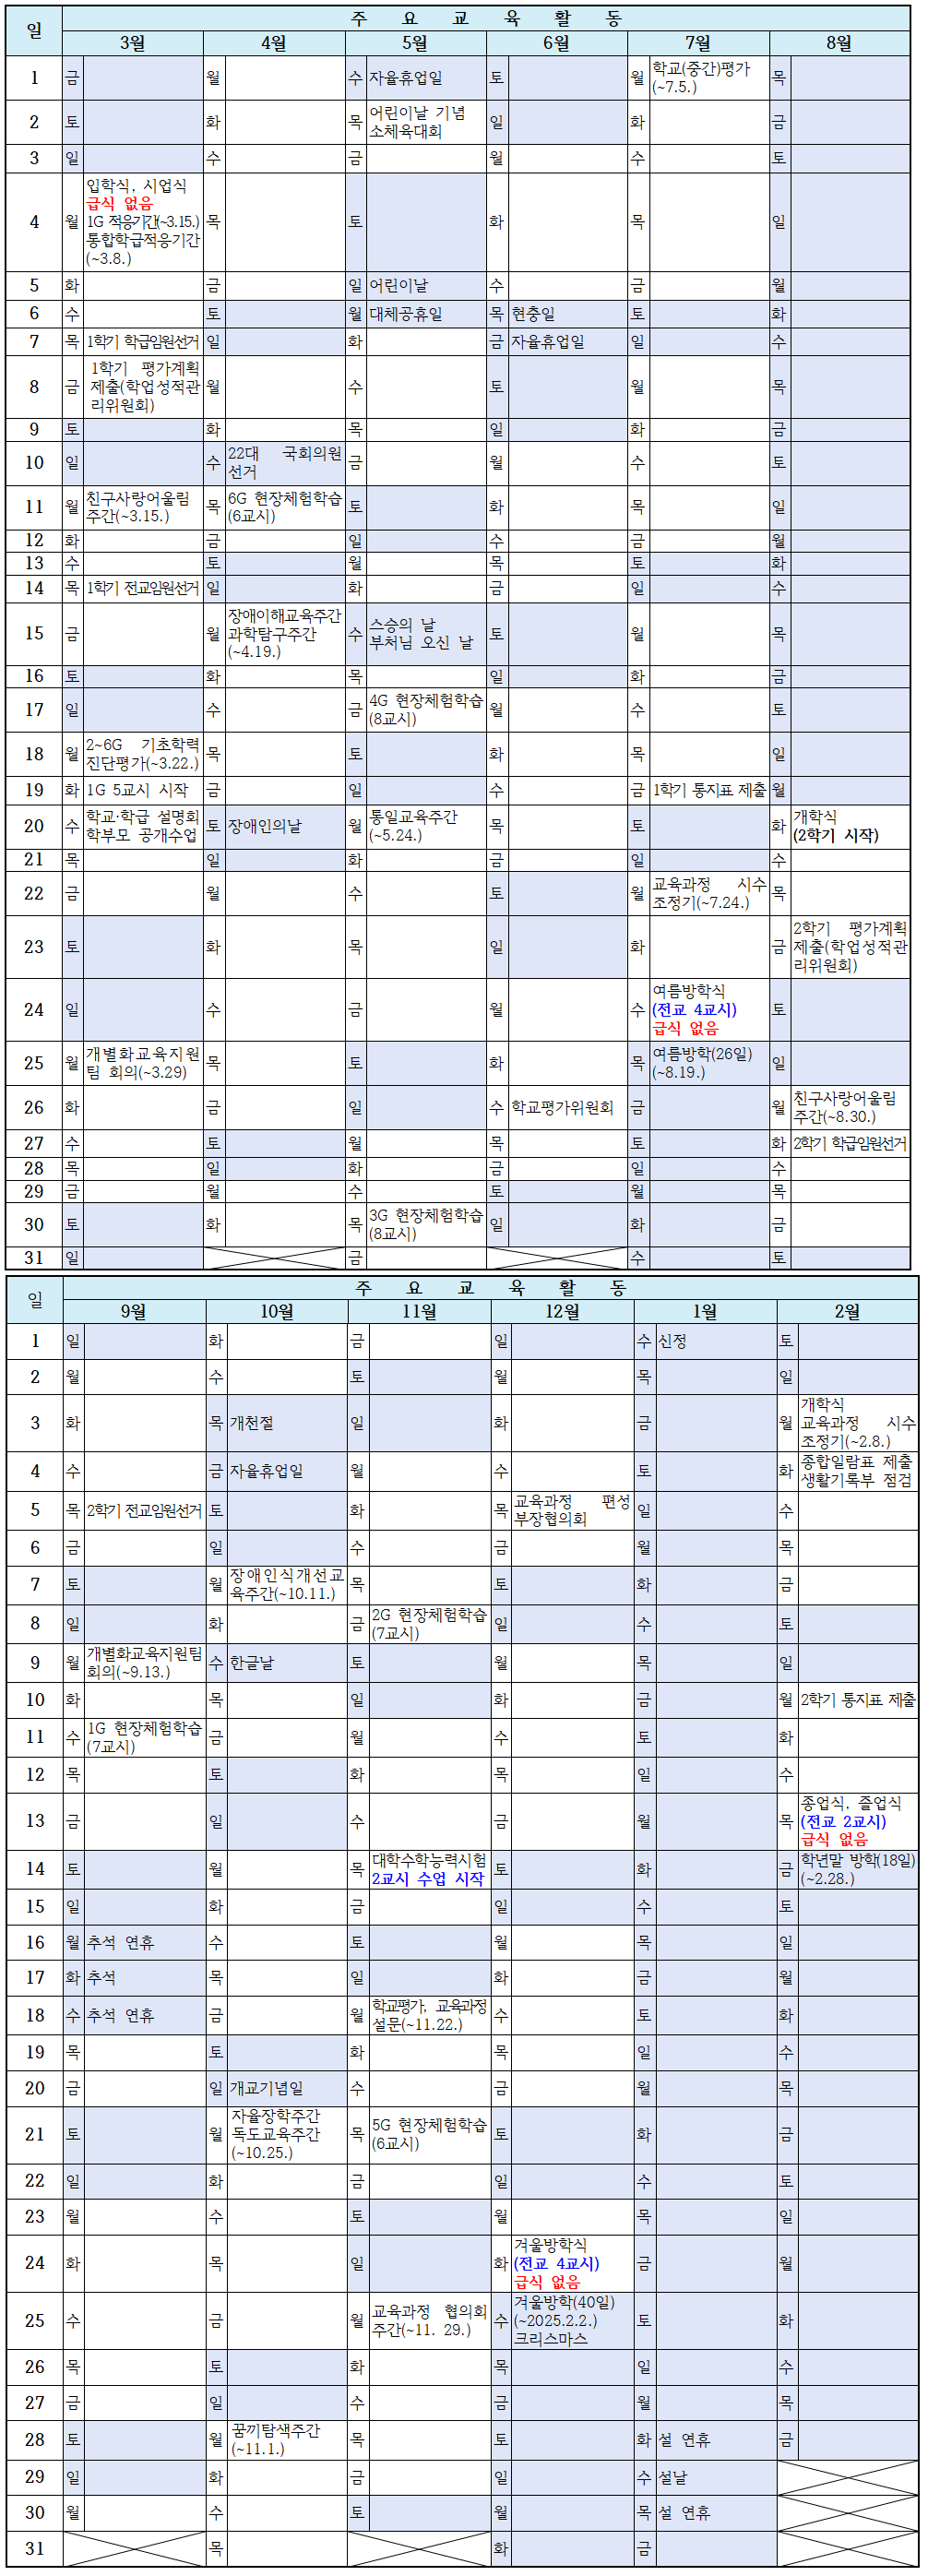 일 주 요 교 육 활 동
3월 4월 5월 6월 7월 8월
1 금 월 수 자율휴업일 토 월 학교(중간)평가 목
(~7.5.)
2 토 화 목 어린이날 기념 일 화 금
소체육대회
3 일 수 금 월 수 토
4 월 입학식, 시업식 목 토 화 목 일
급식 없음
1G 적응기간(~3.15.)
통합학급적응기간
(~3.8.)
5 화 금 일 어린이날 수 금 월
6 수 토 월 대체공휴일 목 현충일 토 화
7 목 1학기 학급임원선거 일 화 금 자율휴업일 일 수
8 금 1학기 평가계획 월 수 토 월 목
제출(학업성적관
리위원회)
9 토 화 목 일 화 금
10 일 수 22대 국회의원 금 월 수 토
선거
11 월 친구사랑어울림 목 6G 현장체험학습 토 화 목 일
주간(~3.15.) (6교시)
12 화 금 일 수 금 월
13 수 토 월 목 토 화
14 목 1학기 전교임원선거 일 화 금 일 수
15 금 월 장애이해교육주간 수 스승의 날 토 월 목
과학탐구주간 부처님 오신 날
(~4.19.)
16 토 화 목 일 화 금
17 일 수 금 4G 현장체험학습 월 수 토
(8교시)
18 월 2~6G 기초학력 목 토 화 목 일
진단평가(~3.22.)
19 화 1G 5교시 시작 금 일 수 금 1학기 통지표 제출 월
20 수 학교·학급 설명회 토 장애인의날 월 통일교육주간 목 토 화 개학식
학부모 공개수업 (~5.24.) (2학기 시작)
21 목 일 화 금 일 수
22 금 월 수 토 월 교육과정 시수 목
조정기(~7.24.)
23 토 화 목 일 화 금 2학기 평가계획
제출(학업성적관
리위원회)
24 일 수 금 월 수 여름방학식 토
(전교 4교시)
급식 없음
25 월 개별화교육지원 목 토 화 목 여름방학(26일) 일
팀 회의(~3.29) (~8.19.)
26 화 금 일 수 학교평가위원회 금 월 친구사랑어울림
주간(~8.30.)
27 수 토 월 목 토 화 2학기 학급임원선거
28 목 일 화 금 일 수
29 금 월 수 토 월 목
30 토 화 목 3G 현장체험학습 일 화 금
(8교시)
31 일 금 수 토
일 주 요 교 육 활 동
9월 10월 11월 12월 1월 2월
1 일 화 금 일 수 신정 토
2 월 수 토 월 목 일
3 화 목 개천절 일 화 금 월 개학식
교육과정 시수
조정기(~2.8.)
4 수 금 자율휴업일 월 수 토 화 종합일람표 제출
생활기록부 점검
5 목 2학기 전교임원선거 토 화 목 교육과정 편성 일 수
부장협의회
6 금 일 수 금 월 목
7 토 월 장애인식개선교 목 토 화 금
육주간(~10.11.)
8 일 화 금 2G 현장체험학습 일 수 토
(7교시)
9 월 개별화교육지원팀 수 한글날 토 월 목 일
회의(~9.13.)
10 화 목 일 화 금 월 2학기 통지표 제출
11 수 1G 현장체험학습 금 월 수 토 화
(7교시)
12 목 토 화 목 일 수
13 금 일 수 금 월 목 종업식, 졸업식
(전교 2교시)
급식 없음
14 토 월 목 대학수학능력시험 토 화 금 학년말 방학(18일)
2교시 수업 시작 (~2.28.)
15 일 화 금 일 수 토
16 월 추석 연휴 수 토 월 목 일
17 화 추석 목 일 화 금 월
18 수 추석 연휴 금 월 학교평가, 교육과정 수 토 화
설문(~11.22.)
19 목 토 화 목 일 수
20 금 일 개교기념일 수 금 월 목
21 토 월 자율장학주간 목 5G 현장체험학습 토 화 금
독도교육주간 (6교시)
(~10.25.)
22 일 화 금 일 수 토
23 월 수 토 월 목 일
24 화 목 일 화 겨울방학식 금 월
(전교 4교시)
급식 없음
25 수 금 월 교육과정 협의회 수 겨울방학(40일) 토 화
주간(~11. 29.) (~2025.2.2.)
크리스마스
26 목 토 화 목 일 수
27 금 일 수 금 월 목
28 토 월 꿈끼탐색주간 목 토 화 설 연휴 금
(~11.1.)
29 일 화 금 일 수 설날
30 월 수 토 월 목 설 연휴
31 목 화 금